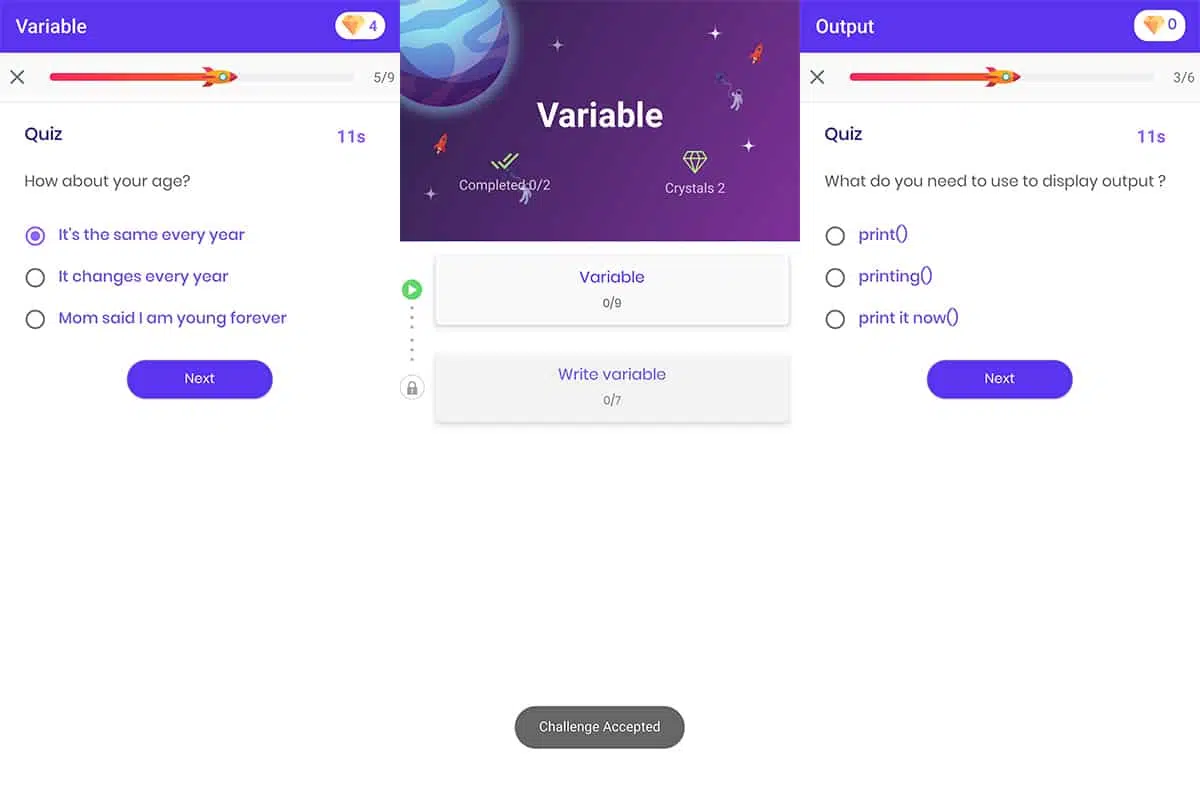 Variable
4
5/9
Quiz
11s
How about your age?
It's the same every year
It changes every year
Mom said I am young forever
Next
Variable
Completed 0/2
Crystals 2
Variable
0/9
Write variable
0/7
Challenge Accepted
Output
0
3/6
Quiz
11s
What do you need to use to display output ?
print()
printing()
print it now()
Next